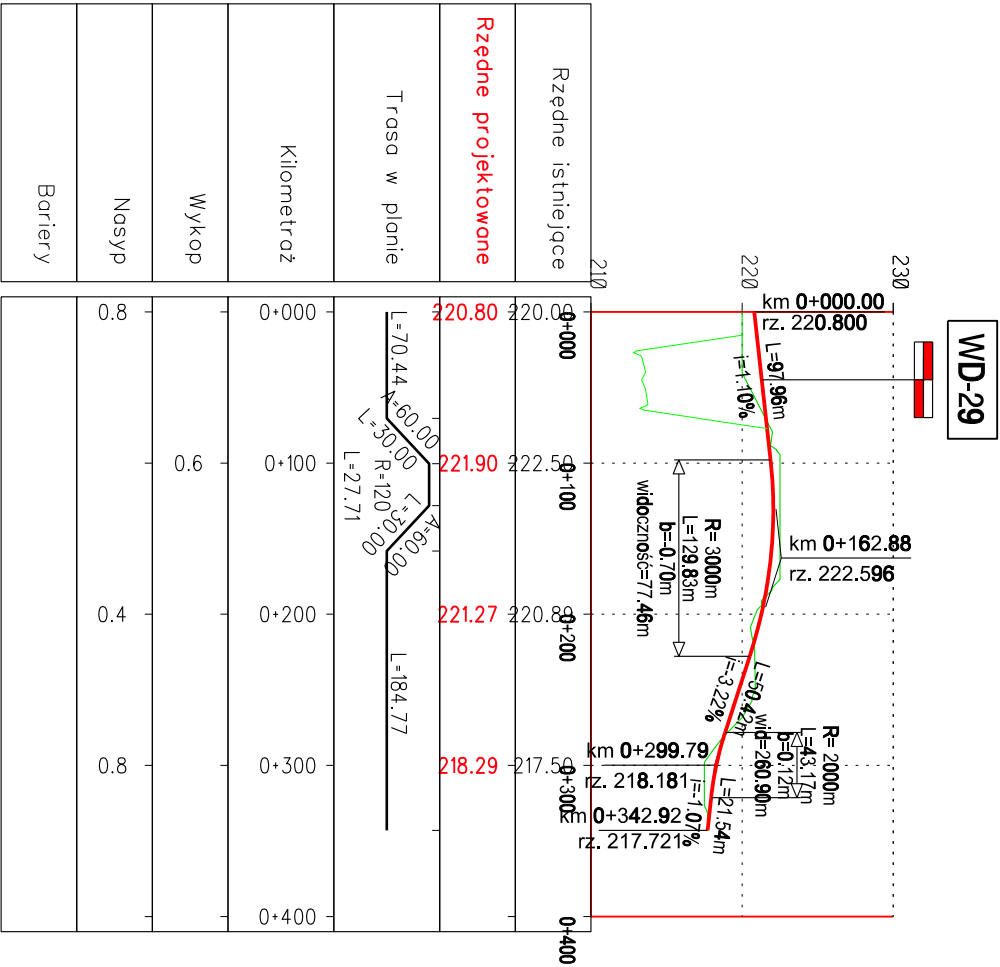 WD-29
230
220
210
km 0+000.00
rz. 220.800
L=97.96m
i=1.10%
R= 3000m
L=129.83m
b=-0.70m
widoczność=77.46m
km 0+162.88
rz. 222.596
L=50.42m
i=-3.22%
R= 2000m
L=43.17m
b=0.12m
wid=260.90m
km 0+299.79
rz. 218.181
L=21.54m
i=-1.07%
km 0+342.92
rz. 217.721
0+000
0+100
0+200
0+300
0+400
Rzędne istniejące
220.00
222.50
220.89
217.50
Rzędne projektowane
220.80
221.90
221.27
218.29
Trasa w planie
L=70.44
A=60.00
L=30.00
R=120
L=27.71
A=60.00
L=30.00
L=184.77
Kilometraż
0+000
0+100
0+200
0+300
0+400
Wykop
0.6
Nasyp
0.8
0.4
0.8
Bariery